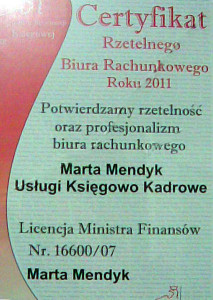 Certyfikat
Rzetelnego
Biura Rachunkowego
Roku 2011
Potwierdzamy rzetelność
oraz profesjonalizm
biura rachunkowego
Marta Mendyk
Usługi Księgowo Kadrowe
Licencja Ministra Finansów
Nr. 16600/07
Marta Mendyk